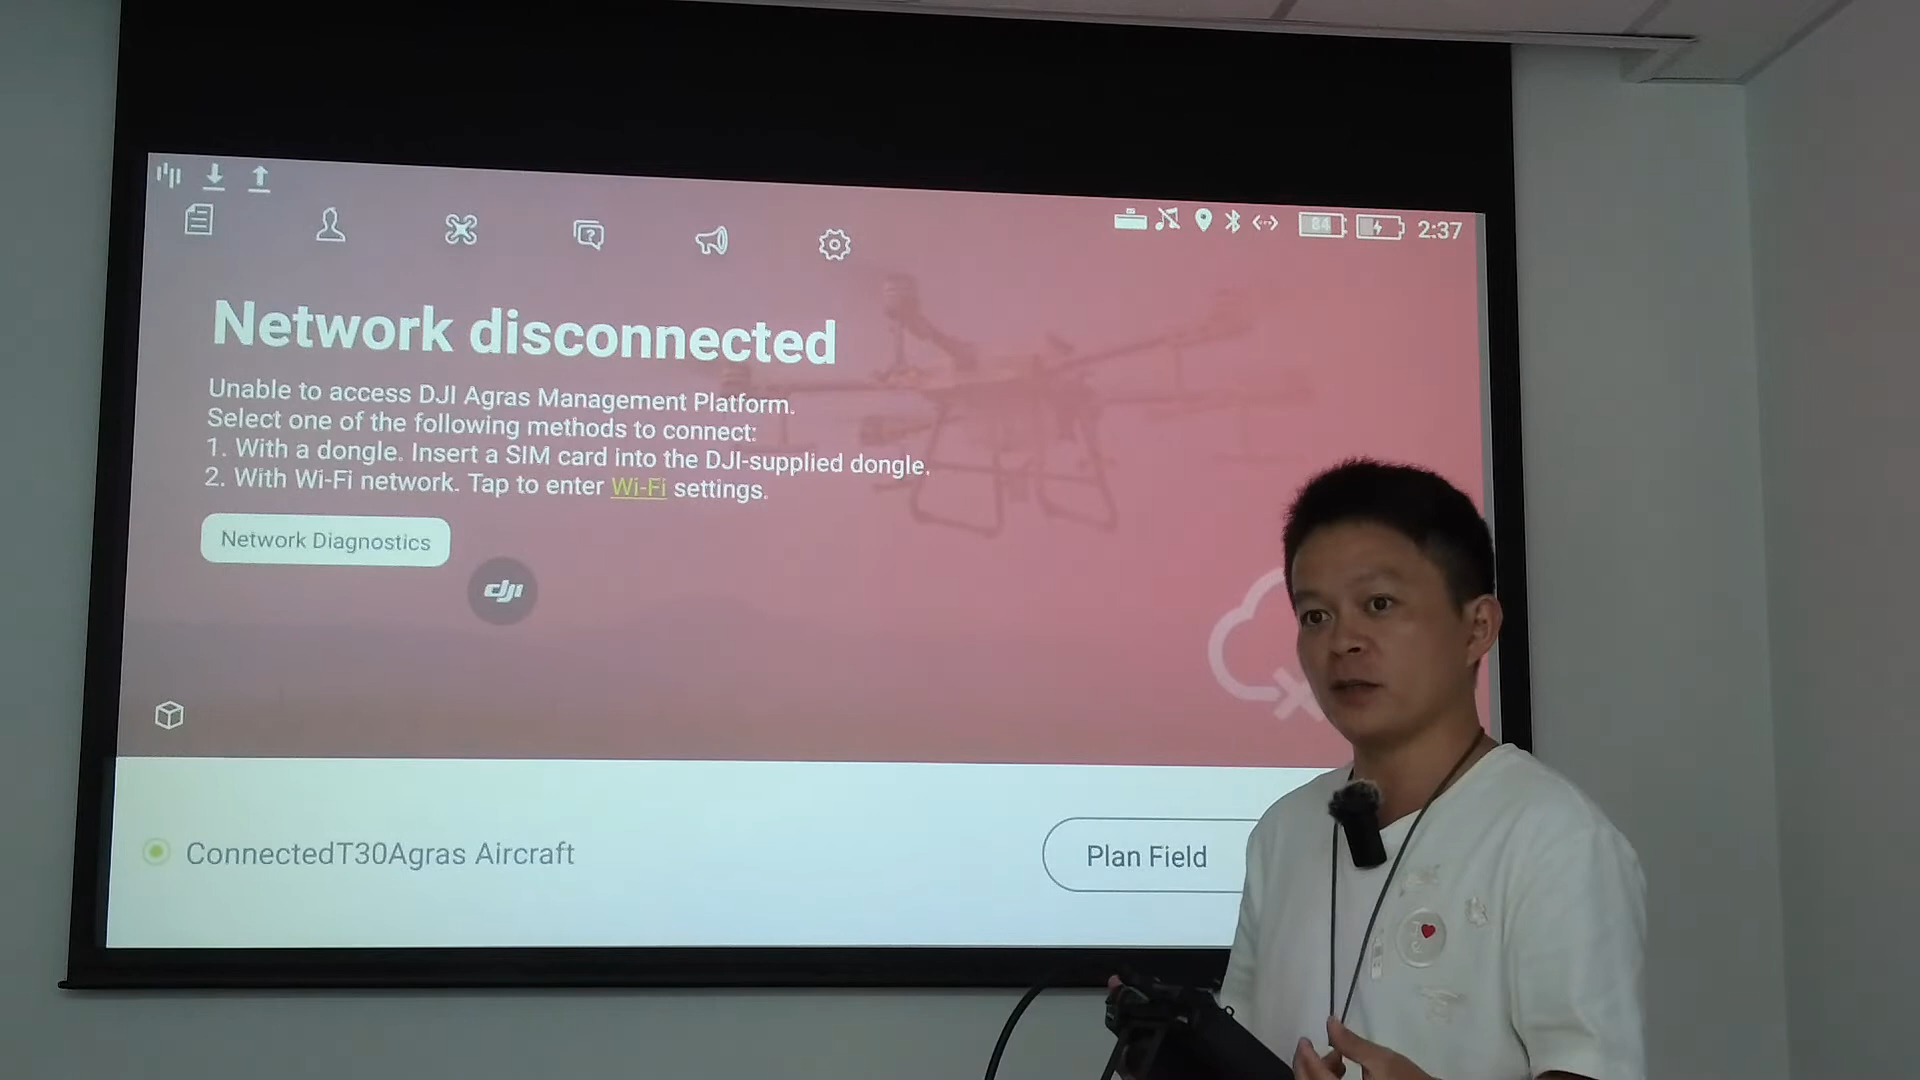 84
2:37
Network disconnected
Unable to access DJI Agras Management Platform.
Select one of the following methods to connect:
1. With a dongle. Insert a SIM card into the DJI-supplied dongle.
2. With Wi-Fi network. Tap to enter Wi-Fi settings.
Network Diagnostics
dji
ConnectedT30Agras Aircraft
Plan Field